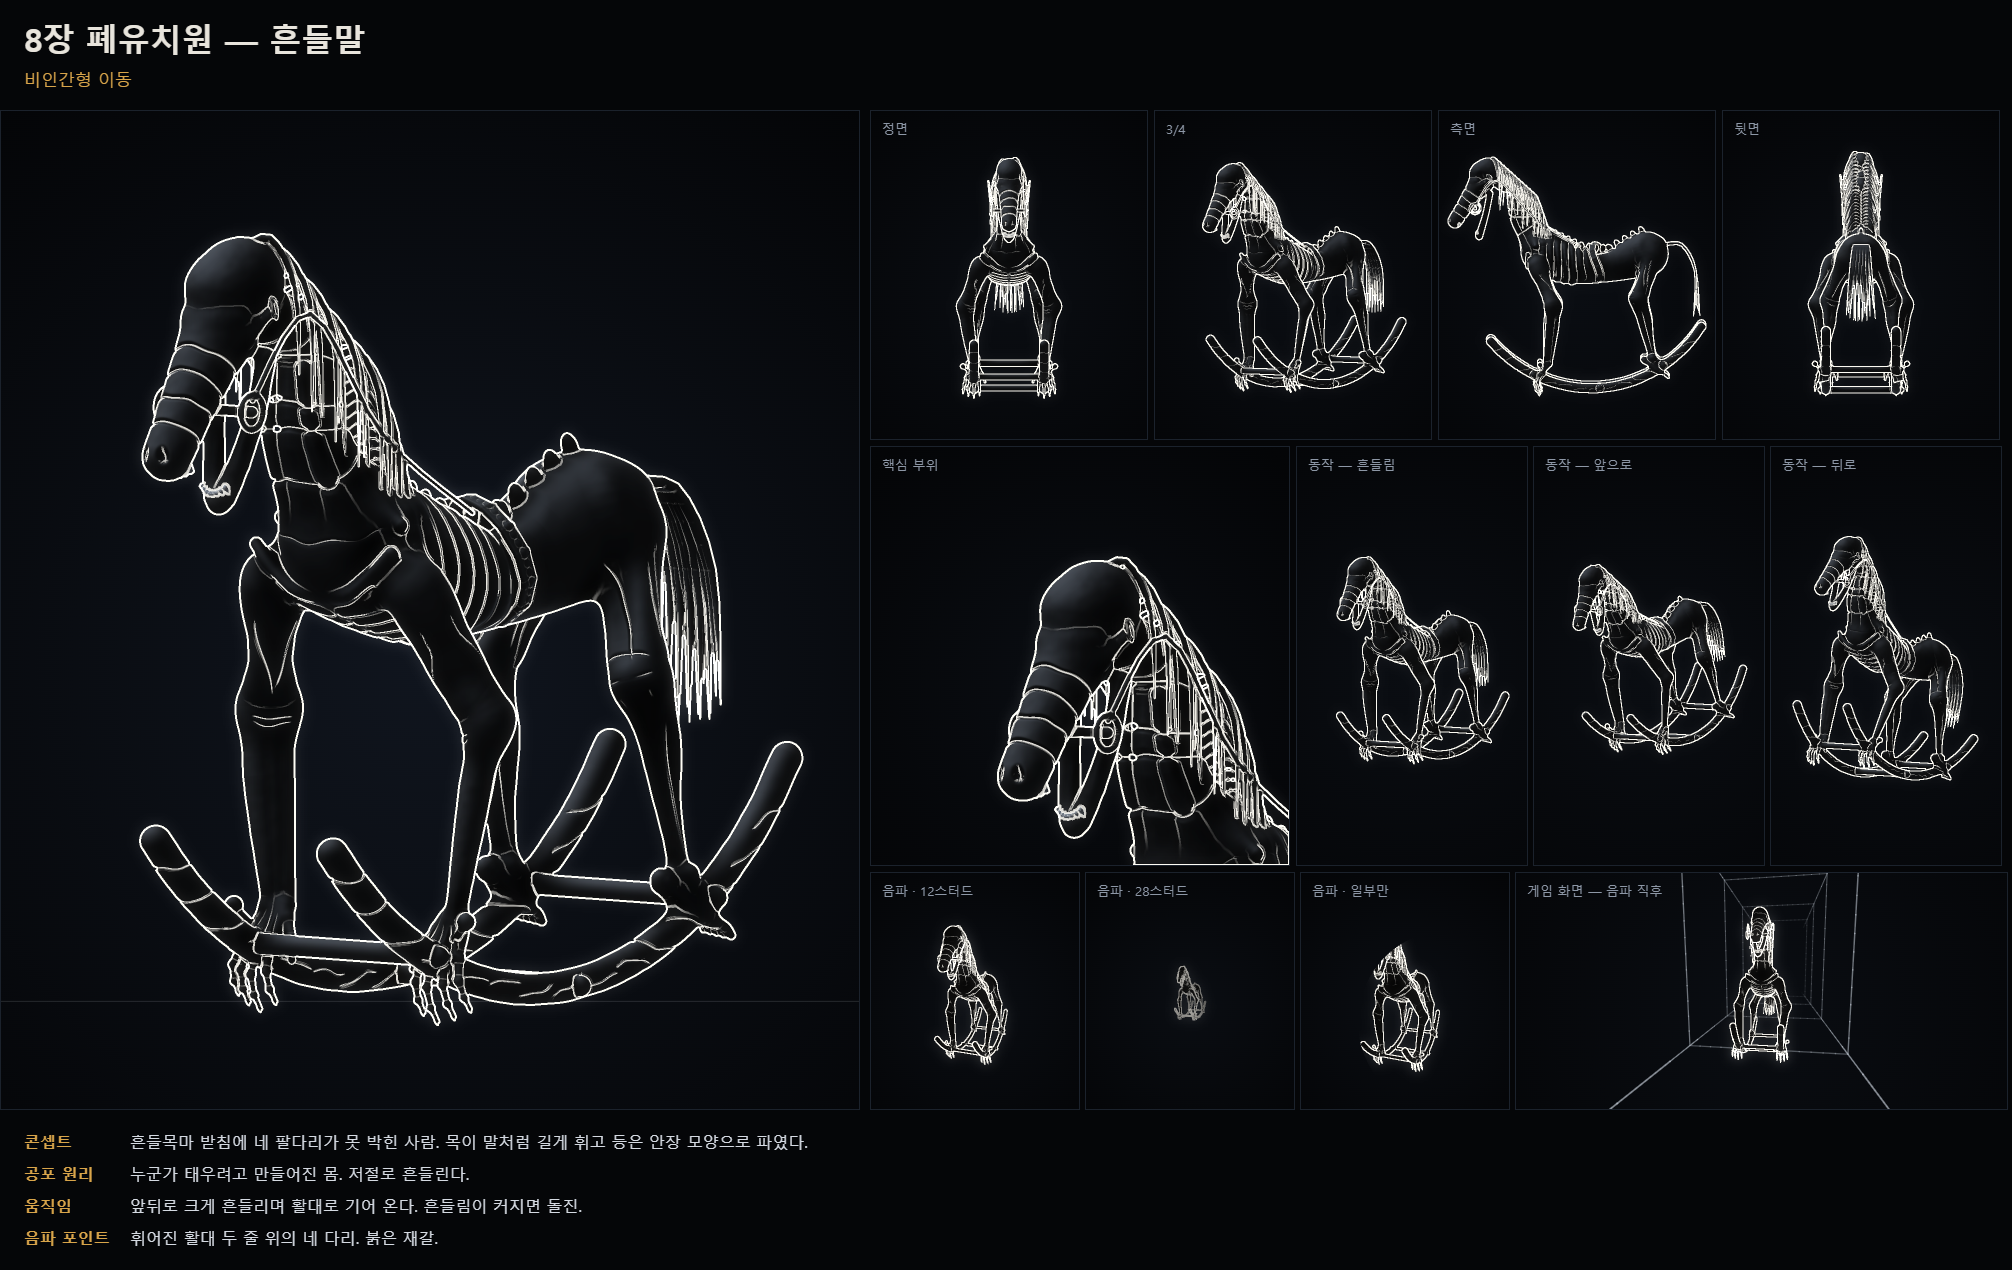 8장 폐유치원 — 흔들말
비인간형 이동
정면
3/4
측면
뒷면
핵심 부위
동작 — 흔들림
동작 — 앞으로
동작 — 뒤로
음파 · 12스터드
음파 · 28스터드
음파 · 일부만
게임 화면 — 음파 직후
콘셉트 흔들목마 받침에 네 팔다리가 못 박힌 사람. 목이 말처럼 길게 휘고 등은 안장 모양으로 파였다.
공포 원리 누군가 태우려고 만들어진 몸. 저절로 흔들린다.
움직임 앞뒤로 크게 흔들리며 활대로 기어 온다. 흔들림이 커지면 돌진.
음파 포인트 휘어진 활대 두 줄 위의 네 다리. 붉은 재갈.